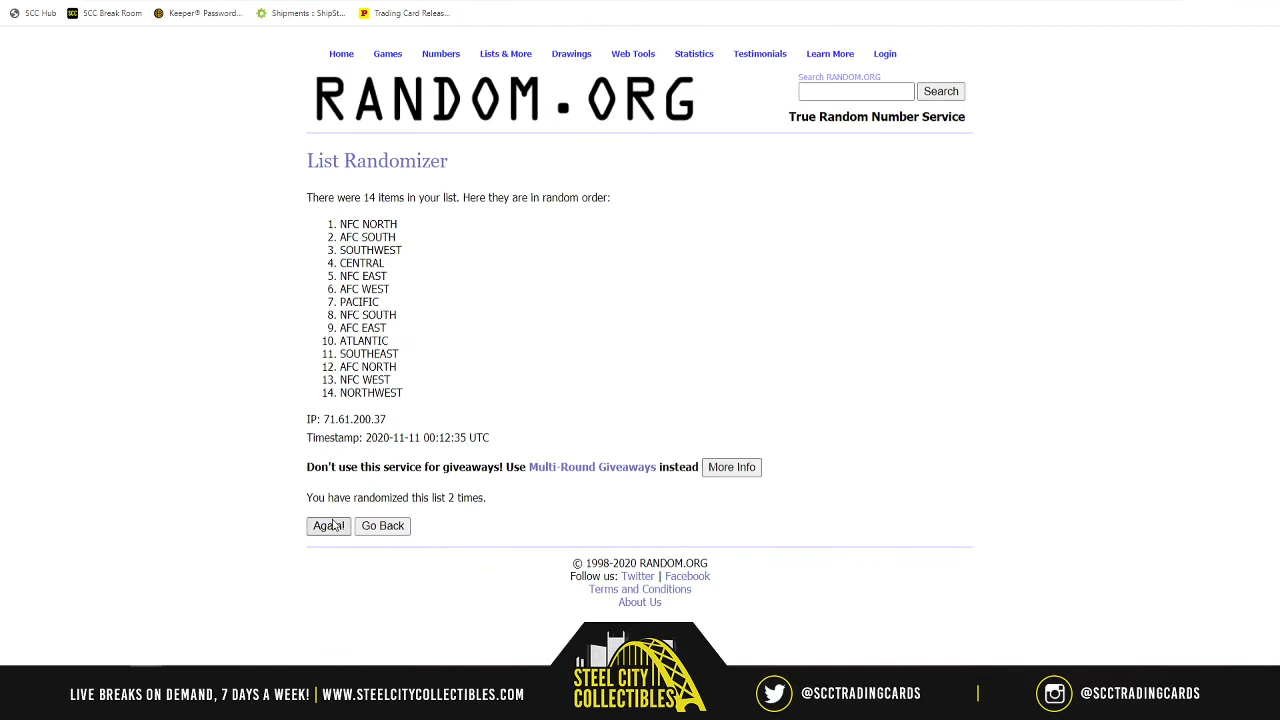 SCC Hub SCC Break Room Keeper® Password... Shipments :: ShipSt... Trading Card Releas...
Home Games Numbers Lists & More Drawings Web Tools Statistics Testimonials Learn More Login
RANDOM.ORG
Search RANDOM.ORG
Search
True Random Number Service
List Randomizer
There were 14 items in your list. Here they are in random order:
1. NFC NORTH
2. AFC SOUTH
3. SOUTHWEST
4. CENTRAL
5. NFC EAST
6. AFC WEST
7. PACIFIC
8. NFC SOUTH
9. AFC EAST
10. ATLANTIC
11. SOUTHEAST
12. AFC NORTH
13. NFC WEST
14. NORTHWEST
IP: 71.61.200.37
Timestamp: 2020-11-11 00:12:35 UTC
Don't use this service for giveaways! Use Multi-Round Giveaways instead More Info
You have randomized this list 2 times.
Again! Go Back
© 1998-2020 RANDOM.ORG
Follow us: Twitter | Facebook
Terms and Conditions
About Us
LIVE BREAKS ON DEMAND, 7 DAYS A WEEK! | WWW.STEELCITYCOLLECTIBLES.COM
STEEL CITY
COLLECTIBLES
@SCCTRADINGCARDS | @SCCTRADINGCARDS